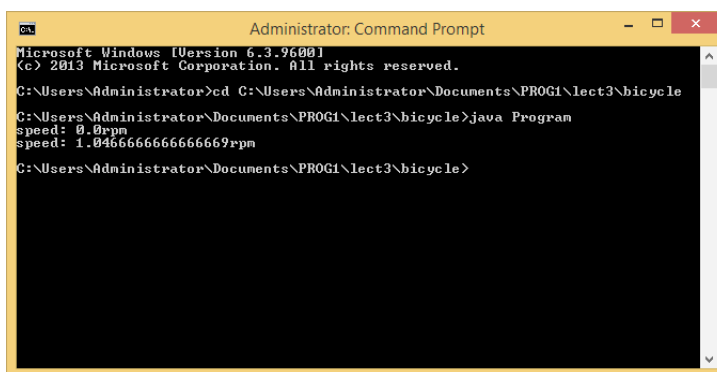 Administrator: Command Prompt
Microsoft Windows [Version 6.3.9600]
(c) 2013 Microsoft Corporation. All rights reserved.
C:\Users\Administrator>cd C:\Users\Administrator\Documents\PROG1\lect3\bicycle
C:\Users\Administrator\Documents\PROG1\lect3\bicycle>java Program
speed: 0.0rpm
speed: 1.0466666666666669rpm
C:\Users\Administrator\Documents\PROG1\lect3\bicycle>